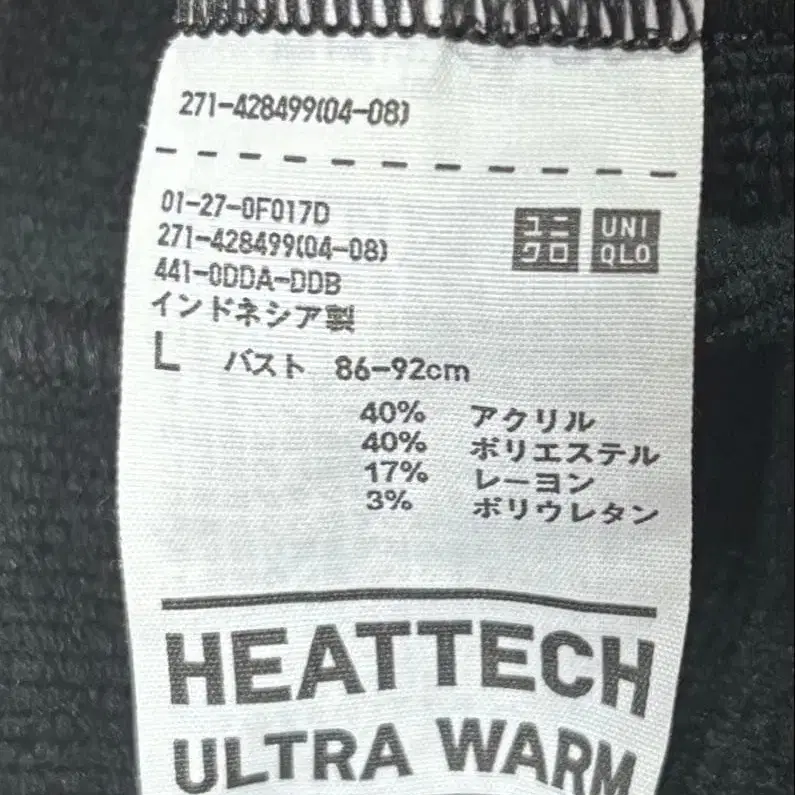 271-428499(04-08)
01-27-0F017D
271-428499(04-08)
441-0DDA-DDB
インドネシア製
ユニ
クロ
UNI
QLO
L バスト 86-92cm
40% アクリル
40% ポリエステル
17% レーヨン
3% ポリウレタン
HEATTECH
ULTRA WARM